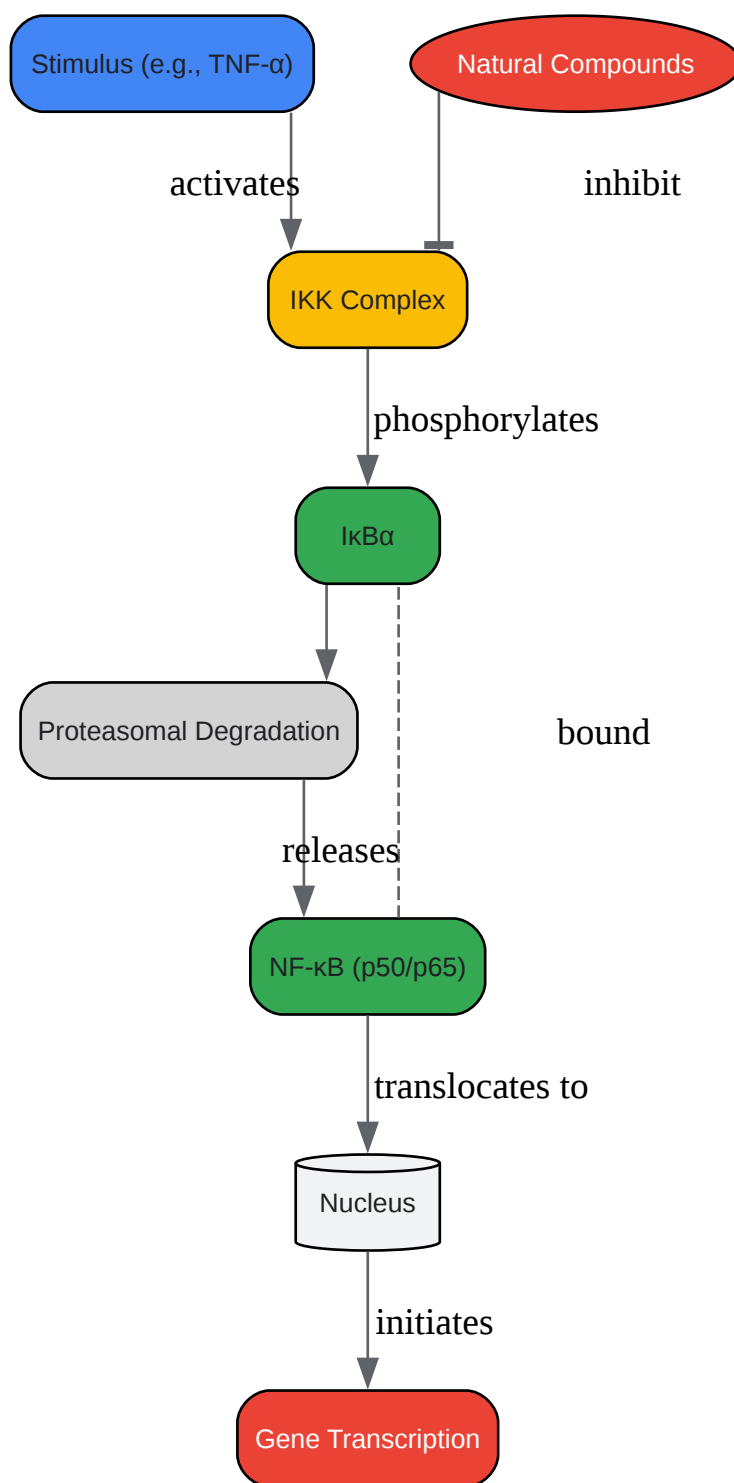 Stimulus (e.g., TNF-α)
Natural Compounds
activates
inhibit
IKK Complex
phosphorylates
IκBα
Proteasomal Degradation
bound
releases
NF-κB (p50/p65)
translocates to
Nucleus
initiates
Gene Transcription